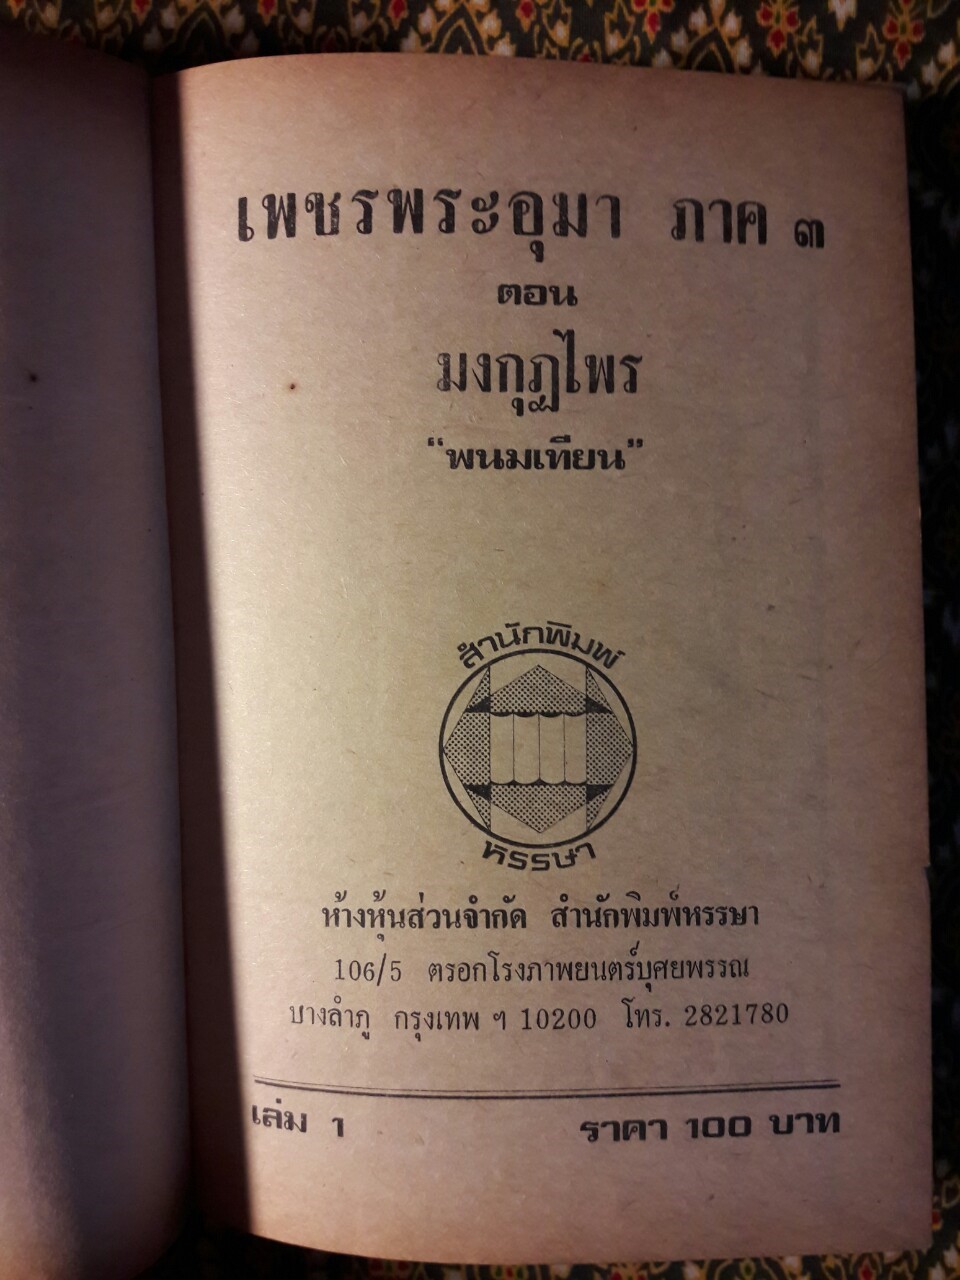 เพชรพระอุมา ภาค ๓
ตอน
มงกุฎไพร
“พนมเทียน”
สำนักพิมพ์
หรรษา
ห้างหุ้นส่วนจำกัด สำนักพิมพ์หรรษา
106/5 ตรอกโรงภาพยนตร์บุศยพรรณ
บางลำภู กรุงเทพ ฯ 10200 โทร. 2821780
เล่ม 1 ราคา 100 บาท